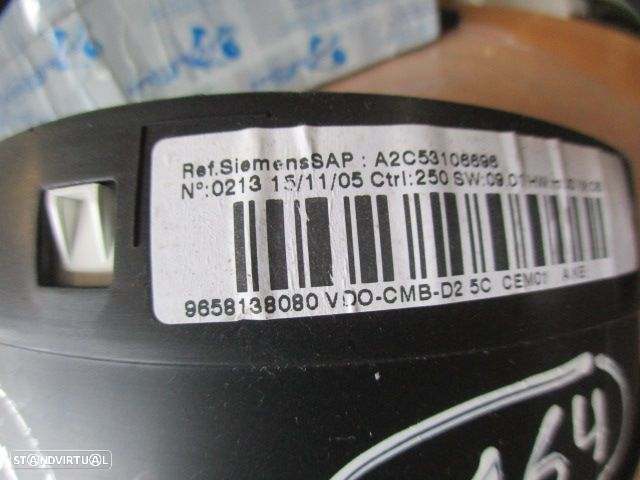 Ref.SiemensSAP : A2C53106696
Nº:0213 15/11/05 Ctrl:250 SW:09.01
9658138080 VDO-CMB-D2 5C CEM01
464
STANDVIRTUAL